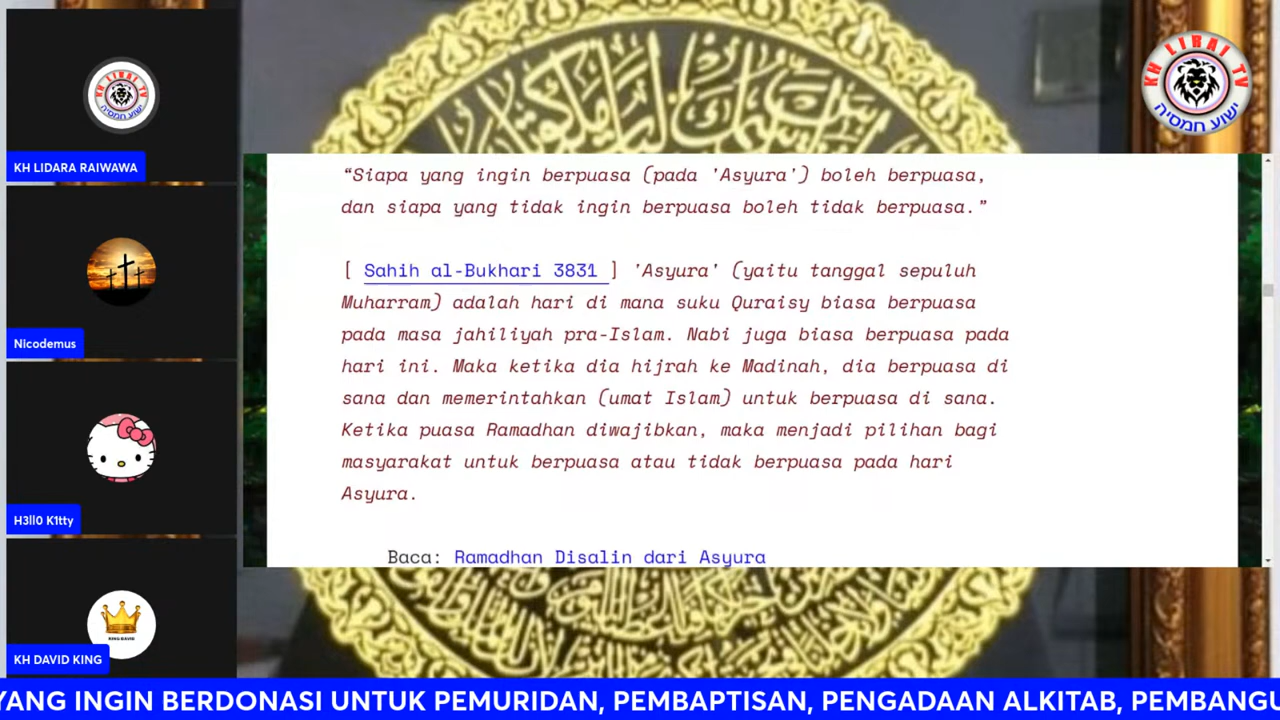 KH LIRAI TV
ישוע המסיה
KH LIDARA RAIWAWA
Nicodemus
H3ll0 K1tty
KING DAVID
KH DAVID KING
“Siapa yang ingin berpuasa (pada 'Asyura') boleh berpuasa,
dan siapa yang tidak ingin berpuasa boleh tidak berpuasa.”
[ Sahih al-Bukhari 3831 ] 'Asyura' (yaitu tanggal sepuluh
Muharram) adalah hari di mana suku Quraisy biasa berpuasa
pada masa jahiliyah pra-Islam. Nabi juga biasa berpuasa pada
hari ini. Maka ketika dia hijrah ke Madinah, dia berpuasa di
sana dan memerintahkan (umat Islam) untuk berpuasa di sana.
Ketika puasa Ramadhan diwajibkan, maka menjadi pilihan bagi
masyarakat untuk berpuasa atau tidak berpuasa pada hari
Asyura.
Baca: Ramadhan Disalin dari Asyura
YANG INGIN BERDONASI UNTUK PEMURIDAN, PEMBAPTISAN, PENGADAAN ALKITAB, PEMBANGU